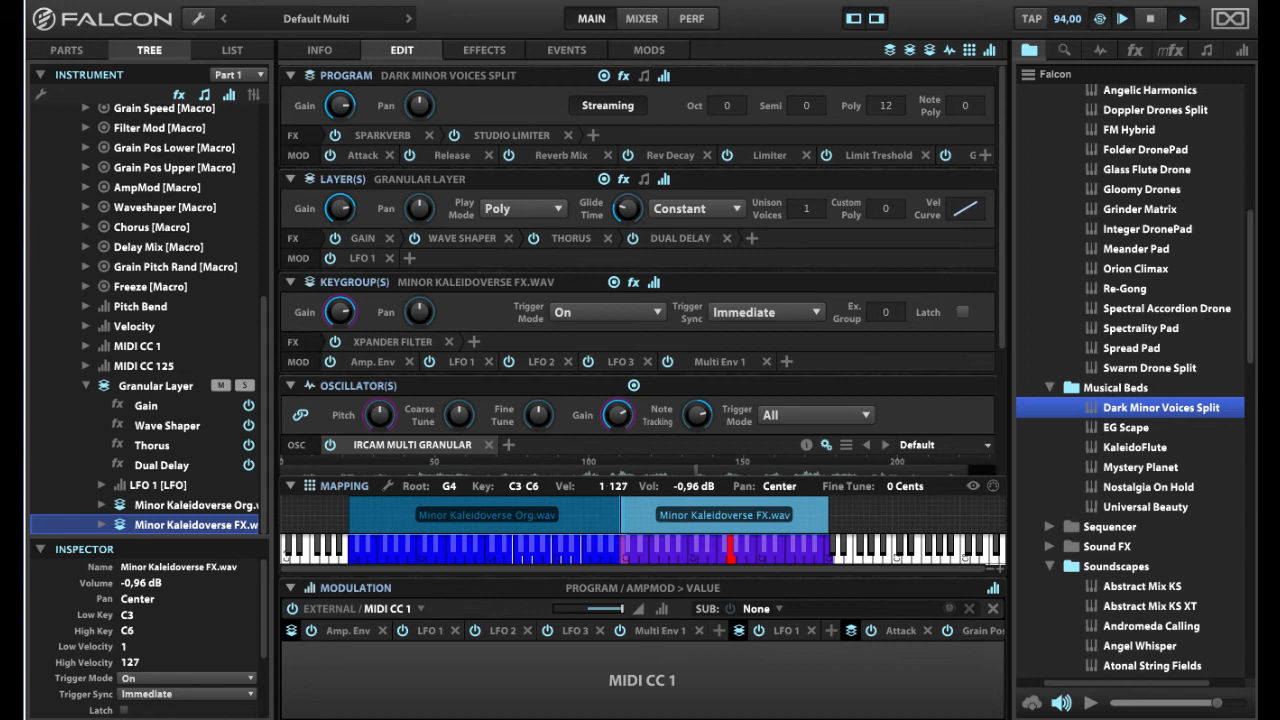 FALCON
Default Multi
MAIN MIXER PERF
TAP 94,00
PARTS TREE LIST
INFO EDIT EFFECTS EVENTS MODS
INSTRUMENT Part 1
fx
Grain Speed [Macro]
Filter Mod [Macro]
Grain Pos Lower [Macro]
Grain Pos Upper [Macro]
AmpMod [Macro]
Waveshaper [Macro]
Chorus [Macro]
Delay Mix [Macro]
Grain Pitch Rand [Macro]
Freeze [Macro]
Pitch Bend
Velocity
MIDI CC 1
MIDI CC 125
Granular Layer M S
fx Gain
fx Wave Shaper
fx Thorus
fx Dual Delay
LFO 1 [LFO]
Minor Kaleidoverse Org.
Minor Kaleidoverse FX.w
INSPECTOR
Name Minor Kaleidoverse FX.wav
Volume -0,96 dB
Pan Center
Low Key C3
High Key C6
Low Velocity 1
High Velocity 127
Trigger Mode On
Trigger Sync Immediate
Latch
PROGRAM DARK MINOR VOICES SPLIT fx
Gain Pan Streaming Oct 0 Semi 0 Poly 12 Note Poly 0
FX SPARKVERB STUDIO LIMITER
MOD Attack Release Reverb Mix Rev Decay Limiter Limit Treshold G
LAYER(S) GRANULAR LAYER fx
Gain Pan Play Mode Poly Glide Time Constant Unison Voices 1 Custom Poly 0 Vel Curve
FX GAIN WAVE SHAPER THORUS DUAL DELAY
MOD LFO 1
KEYGROUP(S) MINOR KALEIDOVERSE FX.WAV fx
Gain Pan Trigger Mode On Trigger Sync Immediate Ex. Group 0 Latch
FX XPANDER FILTER
MOD Amp. Env LFO 1 LFO 2 LFO 3 Multi Env 1
OSCILLATOR(S)
Pitch Coarse Tune Fine Tune Gain Note Tracking Trigger Mode All
OSC IRCAM MULTI GRANULAR Default
0 50 100 150 200
MAPPING Root: G4 Key: C3 C6 Vel: 1 127 Vol: -0,96 dB Pan: Center Fine Tune: 0 Cents
Minor Kaleidoverse Org.wav Minor Kaleidoverse FX.wav
MODULATION PROGRAM / AMPMOD > VALUE
EXTERNAL / MIDI CC 1 SUB: None
Amp. Env LFO 1 LFO 2 LFO 3 Multi Env 1 LFO 1 Attack Grain Pos
MIDI CC 1
fx mfx
Falcon
Angelic Harmonics
Doppler Drones Split
FM Hybrid
Folder DronePad
Glass Flute Drone
Gloomy Drones
Grinder Matrix
Integer DronePad
Meander Pad
Orion Climax
Re-Gong
Spectral Accordion Drone
Spectrality Pad
Spread Pad
Swarm Drone Split
Musical Beds
Dark Minor Voices Split
EG Scape
KaleidoFlute
Mystery Planet
Nostalgia On Hold
Universal Beauty
Sequencer
Sound FX
Soundscapes
Abstract Mix KS
Abstract Mix KS XT
Andromeda Calling
Angel Whisper
Atonal String Fields